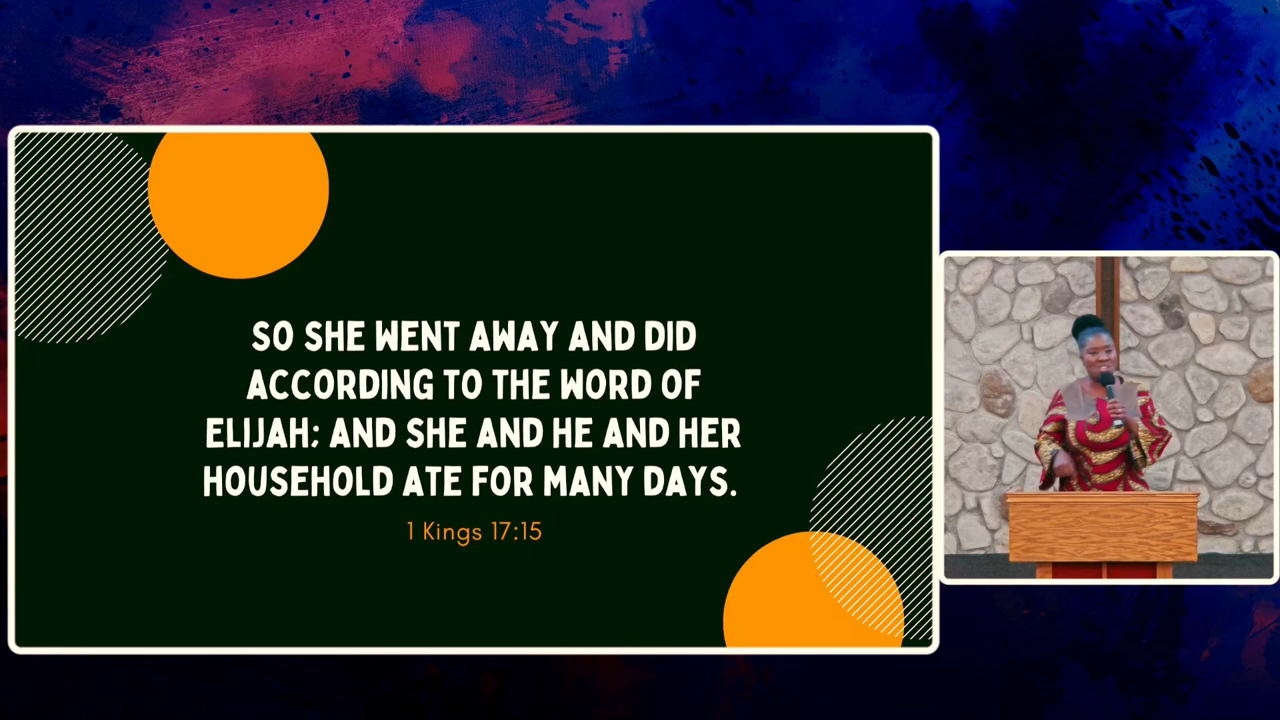 SO SHE WENT AWAY AND DID
ACCORDING TO THE WORD OF
ELIJAH; AND SHE AND HE AND HER
HOUSEHOLD ATE FOR MANY DAYS.
1 Kings 17:15